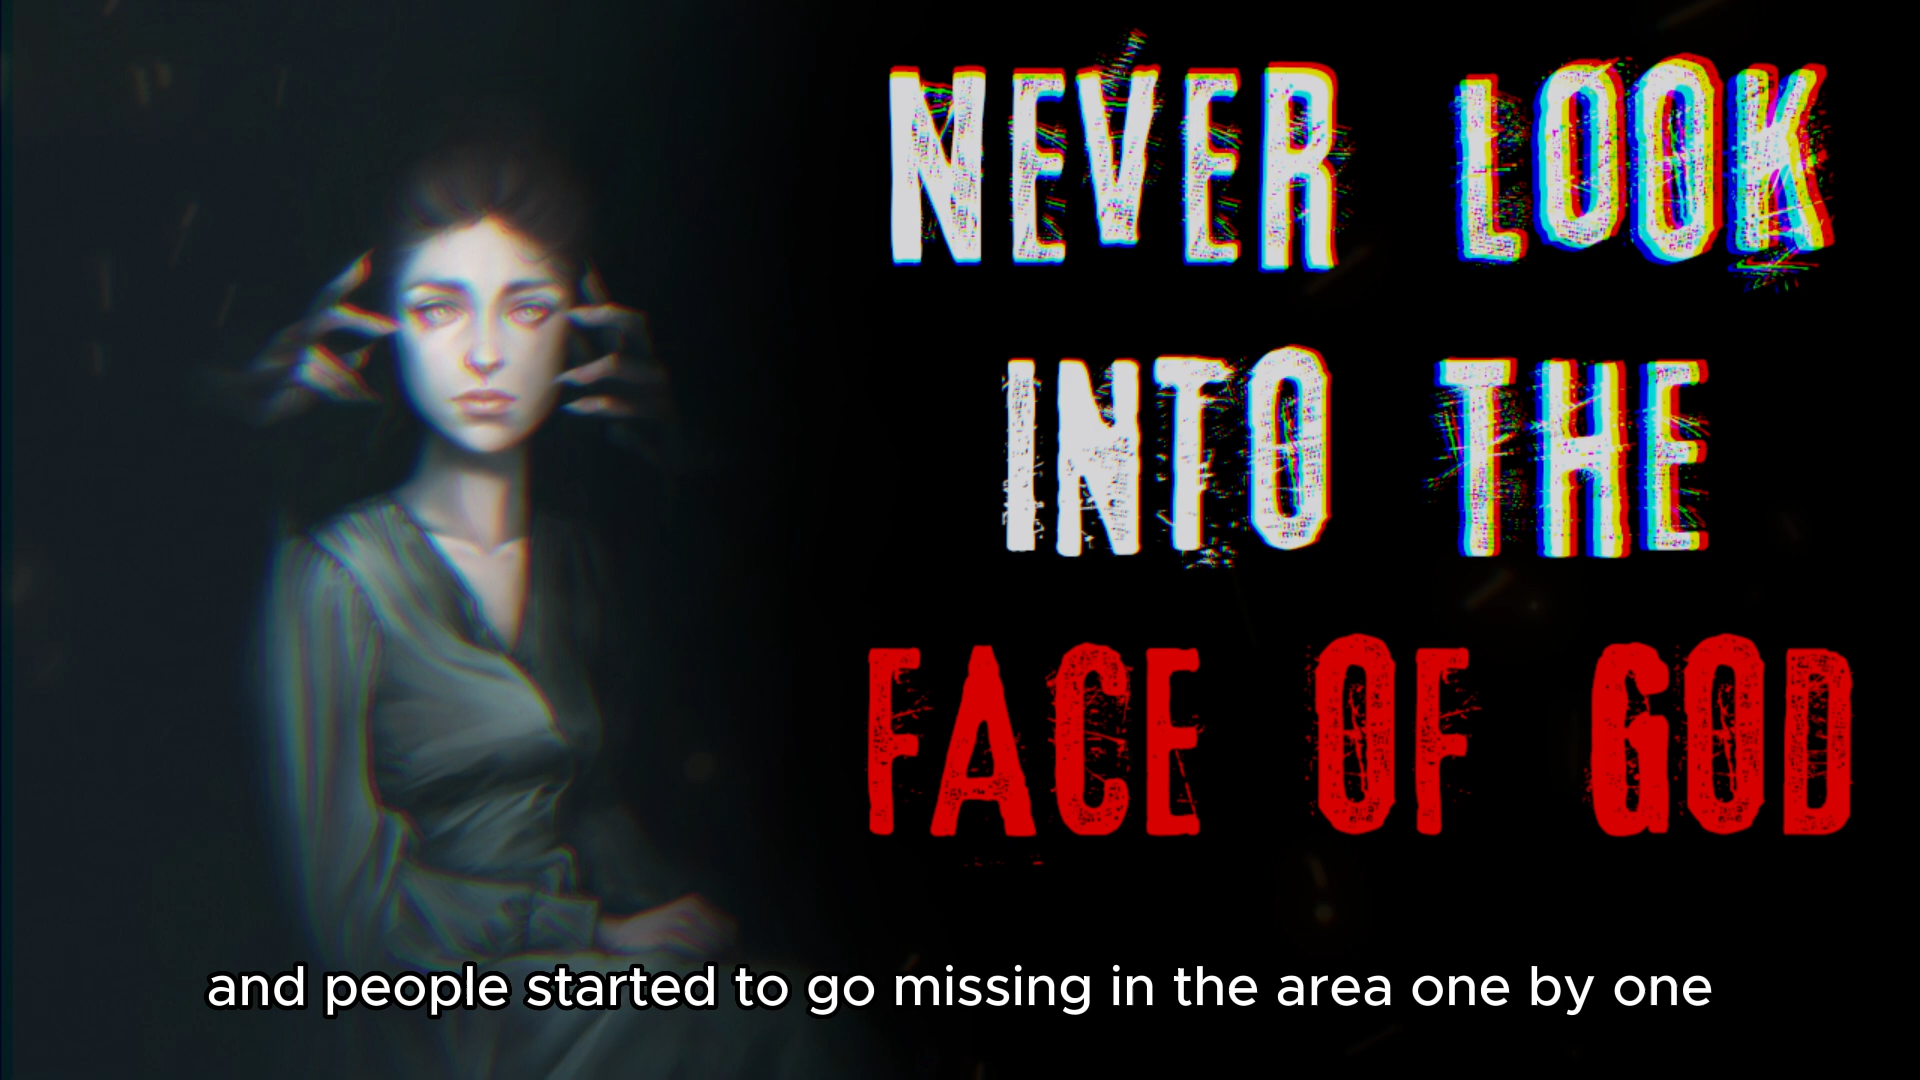 NEVER LOOK
INTO THE
FACE OF GOD
and people started to go missing in the area one by one